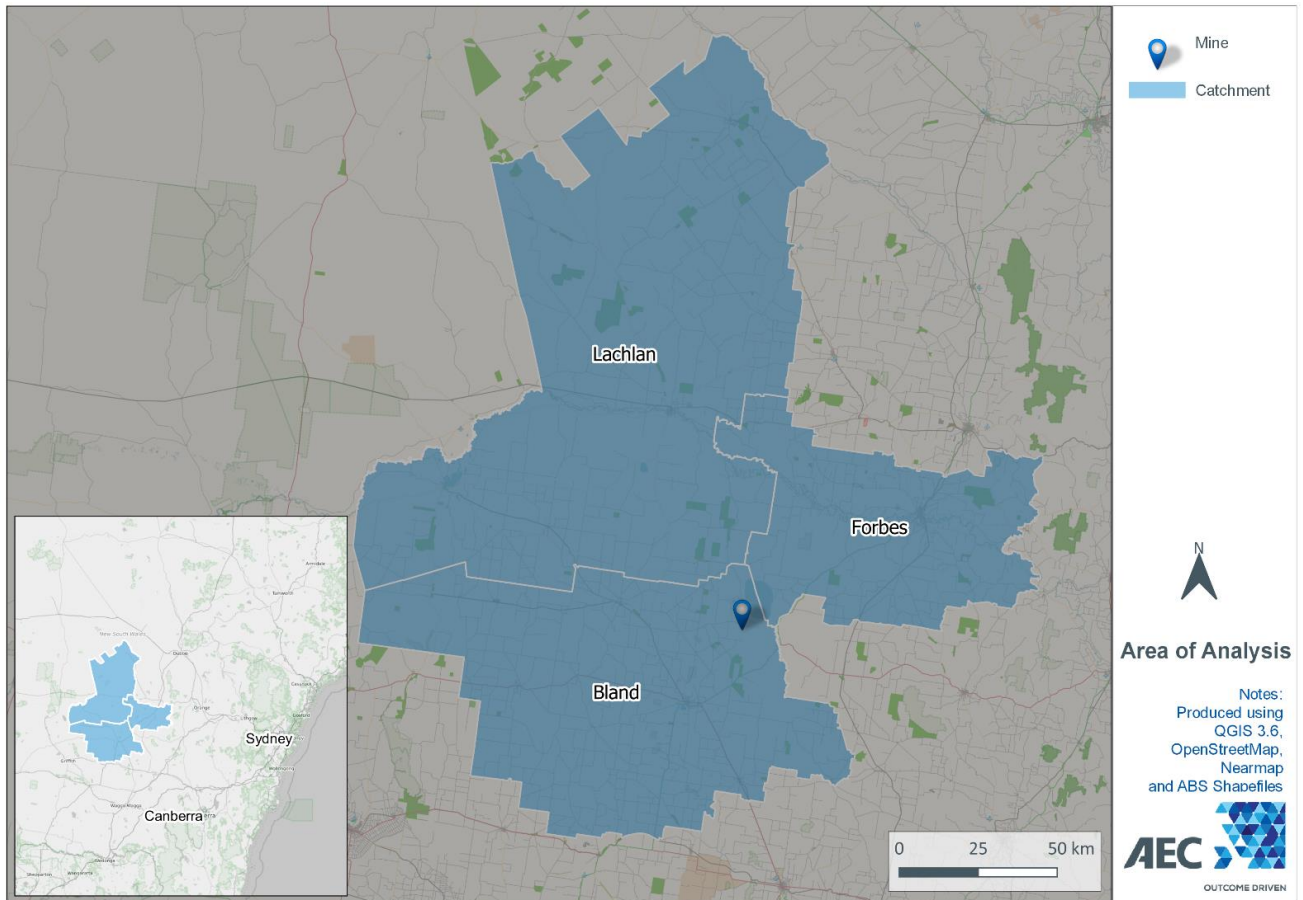 Mine
Catchment
Lachlan
Forbes
Bland
Sydney
Canberra
0 25 50 km
N
Area of Analysis
Notes:
Produced using
QGIS 3.6,
OpenStreetMap,
Nearmap
and ABS Shapefiles
AEC
OUTCOME DRIVEN